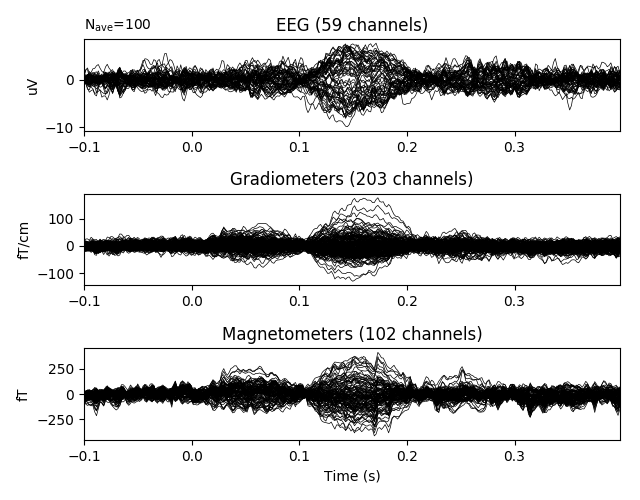 N_ave=100
EEG (59 channels)
uV
0
−10
−0.1 0.0 0.1 0.2 0.3
Gradiometers (203 channels)
fT/cm
100
0
−100
−0.1 0.0 0.1 0.2 0.3
Magnetometers (102 channels)
fT
250
0
−250
−0.1 0.0 0.1 0.2 0.3
Time (s)